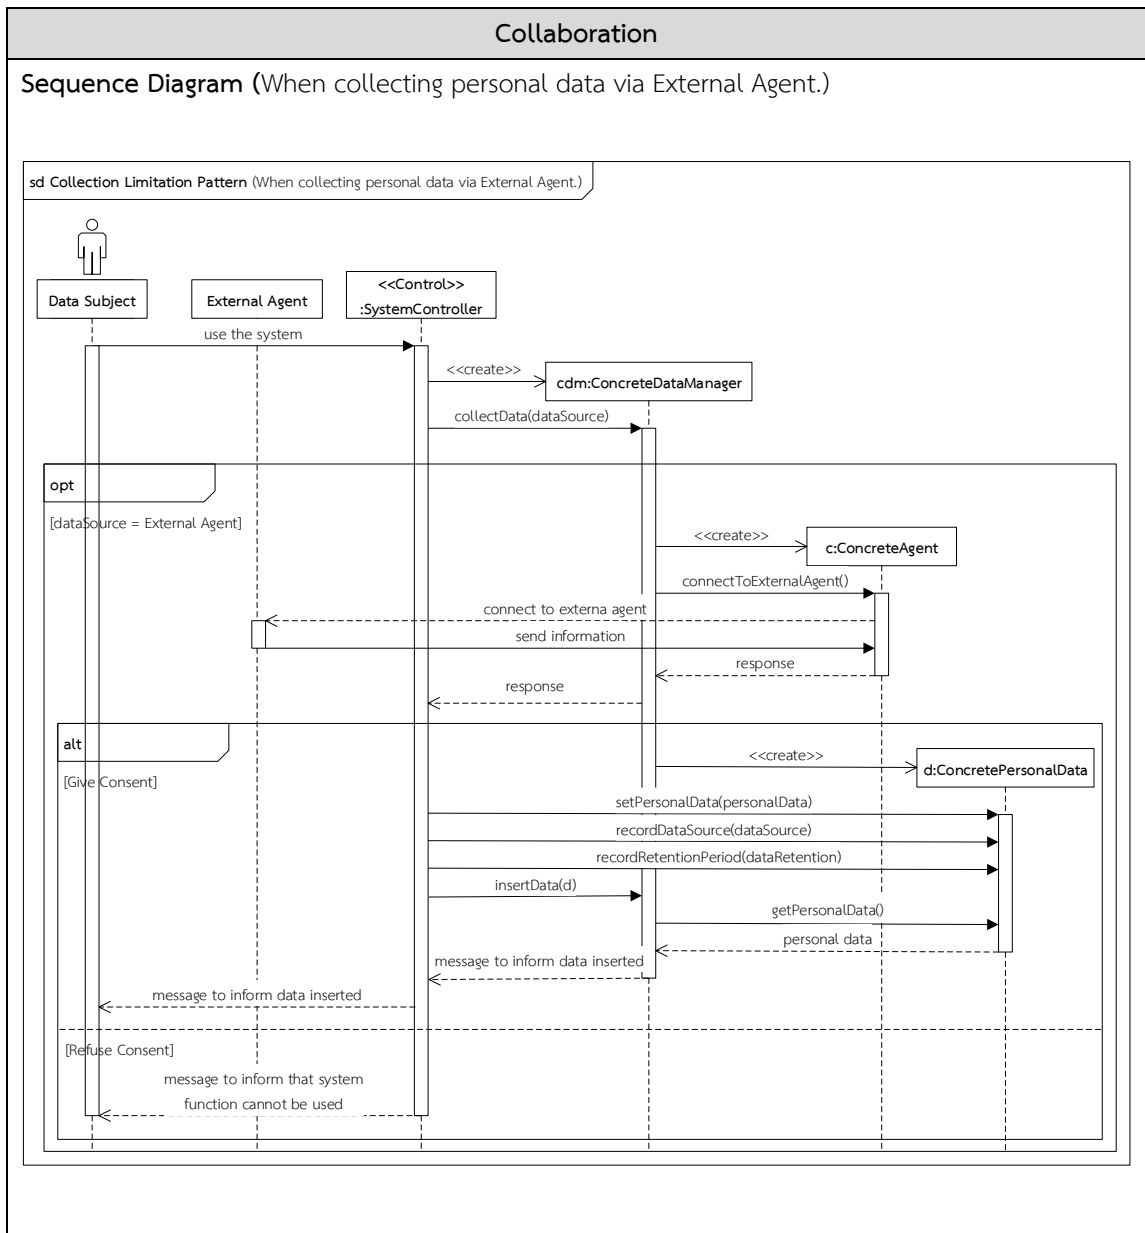 Collaboration
Sequence Diagram (When collecting personal data via External Agent.)
sd Collection Limitation Pattern (When collecting personal data via External Agent.)
Data Subject
External Agent
<<Control>>
:SystemController
use the system
<<create>>
cdm:ConcreteDataManager
collectData(dataSource)
opt
[dataSource = External Agent]
<<create>>
c:ConcreteAgent
connectToExternalAgent()
connect to externa agent
send information
response
response
alt
[Give Consent]
<<create>>
d:ConcretePersonalData
setPersonalData(personalData)
recordDataSource(dataSource)
recordRetentionPeriod(dataRetention)
insertData(d)
getPersonalData()
personal data
message to inform data inserted
message to inform data inserted
[Refuse Consent]
message to inform that system
function cannot be used